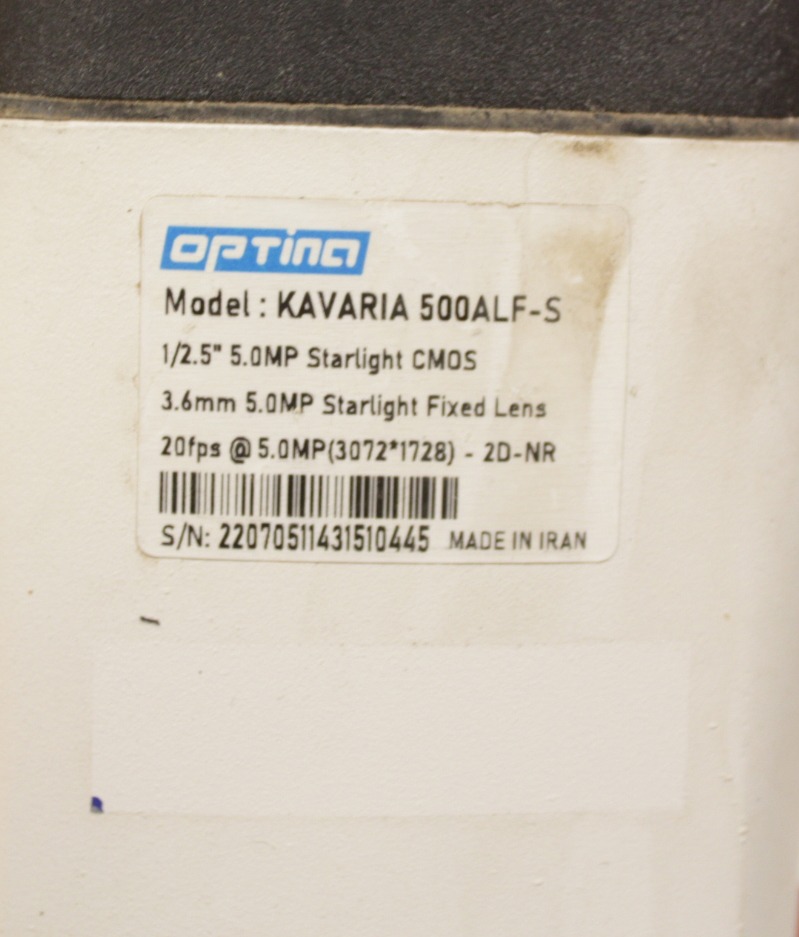 OPTINA
Model : KAVARIA 500ALF-S
1/2.5" 5.0MP Starlight CMOS
3.6mm 5.0MP Starlight Fixed Lens
20fps @ 5.0MP(3072*1728) - 2D-NR
S/N: 22070511431510445 MADE IN IRAN